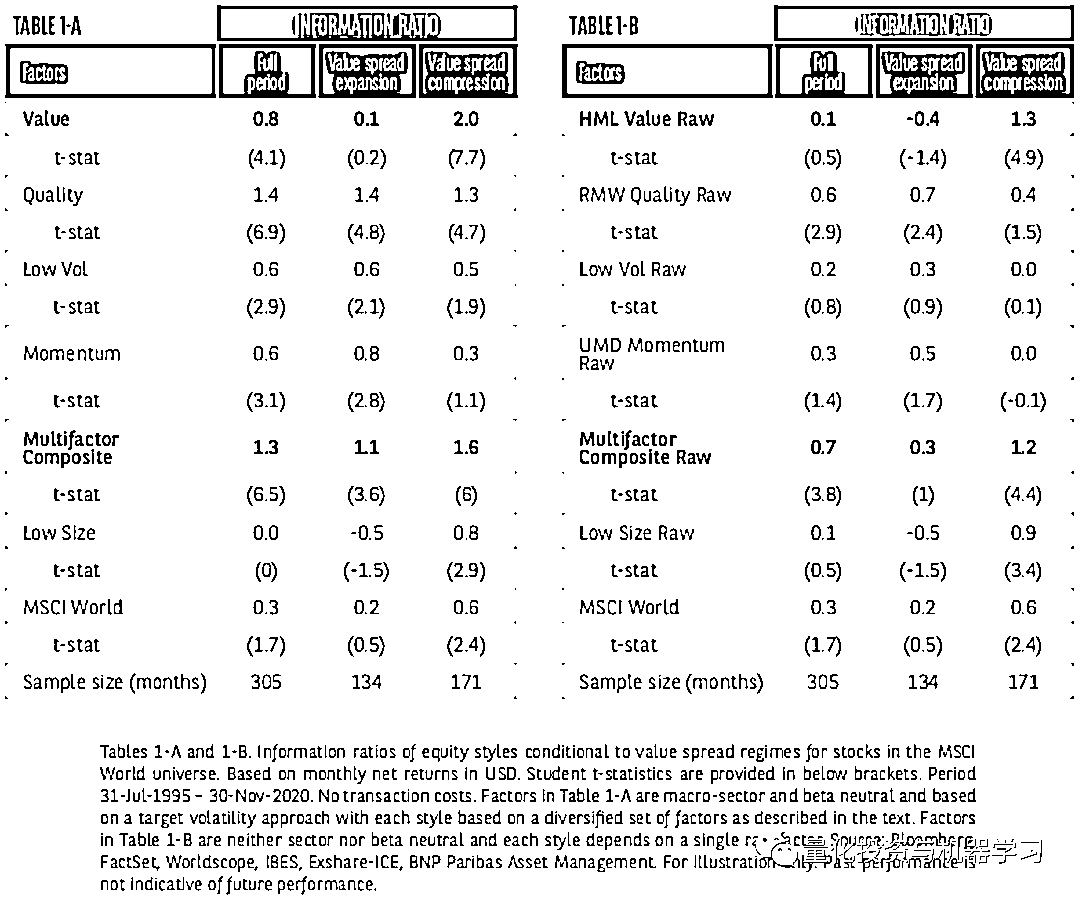 TABLE 1-A INFORMATION RATIO
Factors Full period Value spread expansion Value spread compression
Value 0.8 0.1 2.0
t-stat (4.1) (0.2) (7.7)
Quality 1.4 1.4 1.3
t-stat (6.9) (4.8) (4.7)
Low Vol 0.6 0.6 0.5
t-stat (2.9) (2.1) (1.9)
Momentum 0.6 0.8 0.3
t-stat (3.1) (2.8) (1.1)
Multifactor Composite 1.3 1.1 1.6
t-stat (6.5) (3.6) (6)
Low Size 0.0 -0.5 0.8
t-stat (0) (-1.5) (2.9)
MSCI World 0.3 0.2 0.6
t-stat (1.7) (0.5) (2.4)
Sample size (months) 305 134 171
TABLE 1-B INFORMATION RATIO
Factors Full period Value spread expansion Value spread compression
HML Value Raw 0.1 -0.4 1.3
t-stat (0.5) (-1.4) (4.9)
RMW Quality Raw 0.6 0.7 0.4
t-stat (2.9) (2.4) (1.5)
Low Vol Raw 0.2 0.3 0.0
t-stat (0.8) (0.9) (0.1)
UMD Momentum Raw 0.3 0.5 0.0
t-stat (1.4) (1.7) (-0.1)
Multifactor Composite Raw 0.7 0.3 1.2
t-stat (3.8) (1) (4.4)
Low Size Raw 0.1 -0.5 0.9
t-stat (0.5) (-1.5) (3.4)
MSCI World 0.3 0.2 0.6
t-stat (1.7) (0.5) (2.4)
Sample size (months) 305 134 171
Tables 1-A and 1-B. Information ratios of equity styles conditional to value spread regimes for stocks in the MSCI
World universe. Based on monthly net returns in USD. Student t-statistics are provided in below brackets. Period
31-Jul-1995 – 30-Nov-2020. No transaction costs. Factors in Table 1-A are macro-sector and beta neutral and based
on a target volatility approach with each style based on a diversified set of factors as described in the text. Factors
in Table 1-B are neither sector nor beta neutral and each style depends on a single factor. Source: Bloomberg,
FactSet, Worldscope, IBES, Exshare-ICE, BNP Paribas Asset Management. For illustration only. Past performance is
not indicative of future performance.
量化投资与机器学习